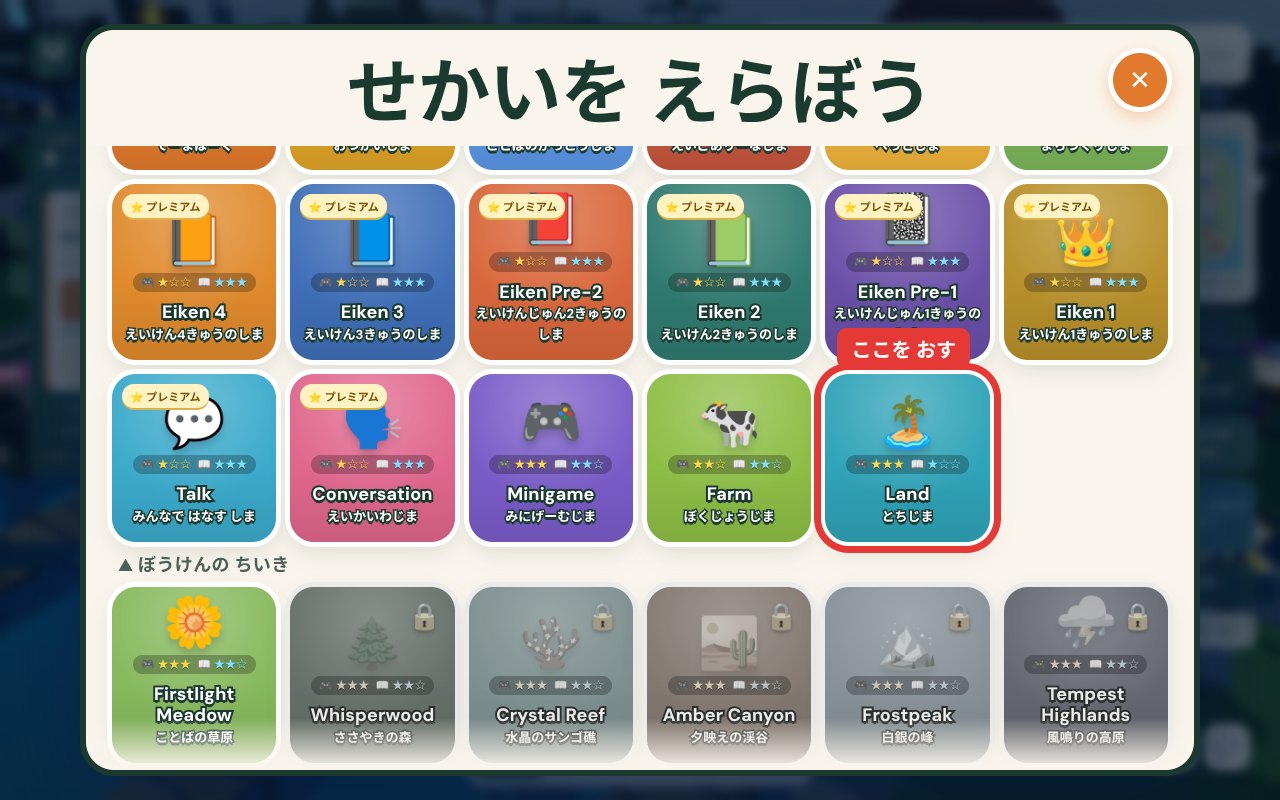 せかいを えらぼう
プレミアム
プレミアム
プレミアム
プレミアム
プレミアム
プレミアム
Eiken 4
えいけん4きゅうのしま
Eiken 3
えいけん3きゅうのしま
Eiken Pre-2
えいけんじゅん2きゅうの
しま
Eiken 2
えいけん2きゅうのしま
Eiken Pre-1
えいけんじゅん1きゅうの
Eiken 1
えいけん1きゅうのしま
ここを おす
プレミアム
プレミアム
Talk
みんなで はなす しま
Conversation
えいかいわじま
Minigame
みにげーむじま
Farm
ぼくじょうじま
Land
とちじま
▲ ぼうけんの ちいき
Firstlight
Meadow
ことばの草原
Whisperwood
ささやきの森
Crystal Reef
水晶のサンゴ礁
Amber Canyon
夕映えの渓谷
Frostpeak
白銀の峰
Tempest
Highlands
風鳴りの高原